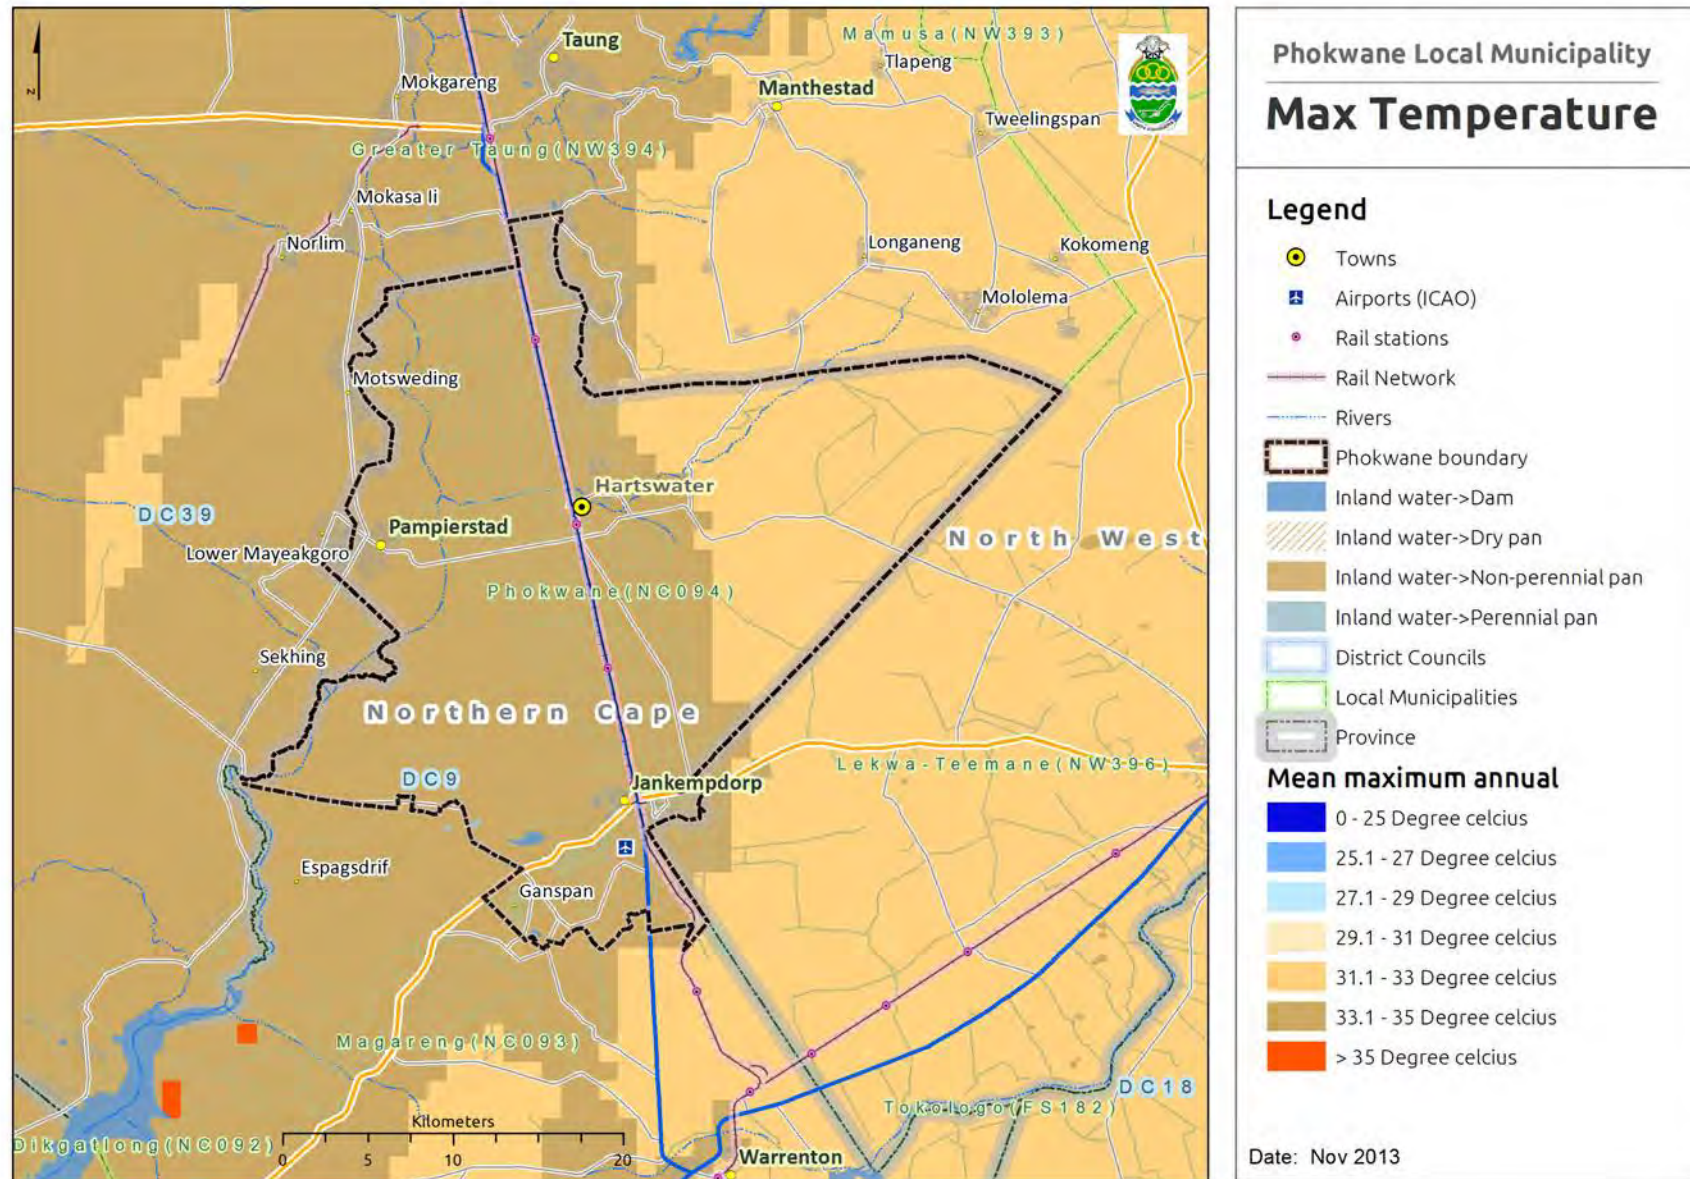 Taung
Mamusa(NW393)
Tlapeng
Mokgareng
Manthestad
Tweelingspan
Greater Taung(NW394)
Mokasa Ii
Norlim
Longaneng
Kokomeng
Mololema
Motsweding
Hartswater
DC39
Pampierstad
North West
Lower Mayeakgoro
Phokwane(NC094)
Sekhing
Northern Cape
DC9
Lekwa-Teemane(NW396)
Jankempdorp
Espagsdrif
Ganspan
Magareng(NC093)
DC18
Tokologo(FS182)
Kilometers
Dikgatlong(NC092)
0 5 10 20
Warrenton
N
Phokwane Local Municipality
Max Temperature
Legend
Towns
Airports (ICAO)
Rail stations
Rail Network
Rivers
Phokwane boundary
Inland water->Dam
Inland water->Dry pan
Inland water->Non-perennial pan
Inland water->Perennial pan
District Councils
Local Municipalities
Province
Mean maximum annual
0 - 25 Degree celcius
25.1 - 27 Degree celcius
27.1 - 29 Degree celcius
29.1 - 31 Degree celcius
31.1 - 33 Degree celcius
33.1 - 35 Degree celcius
> 35 Degree celcius
Date: Nov 2013